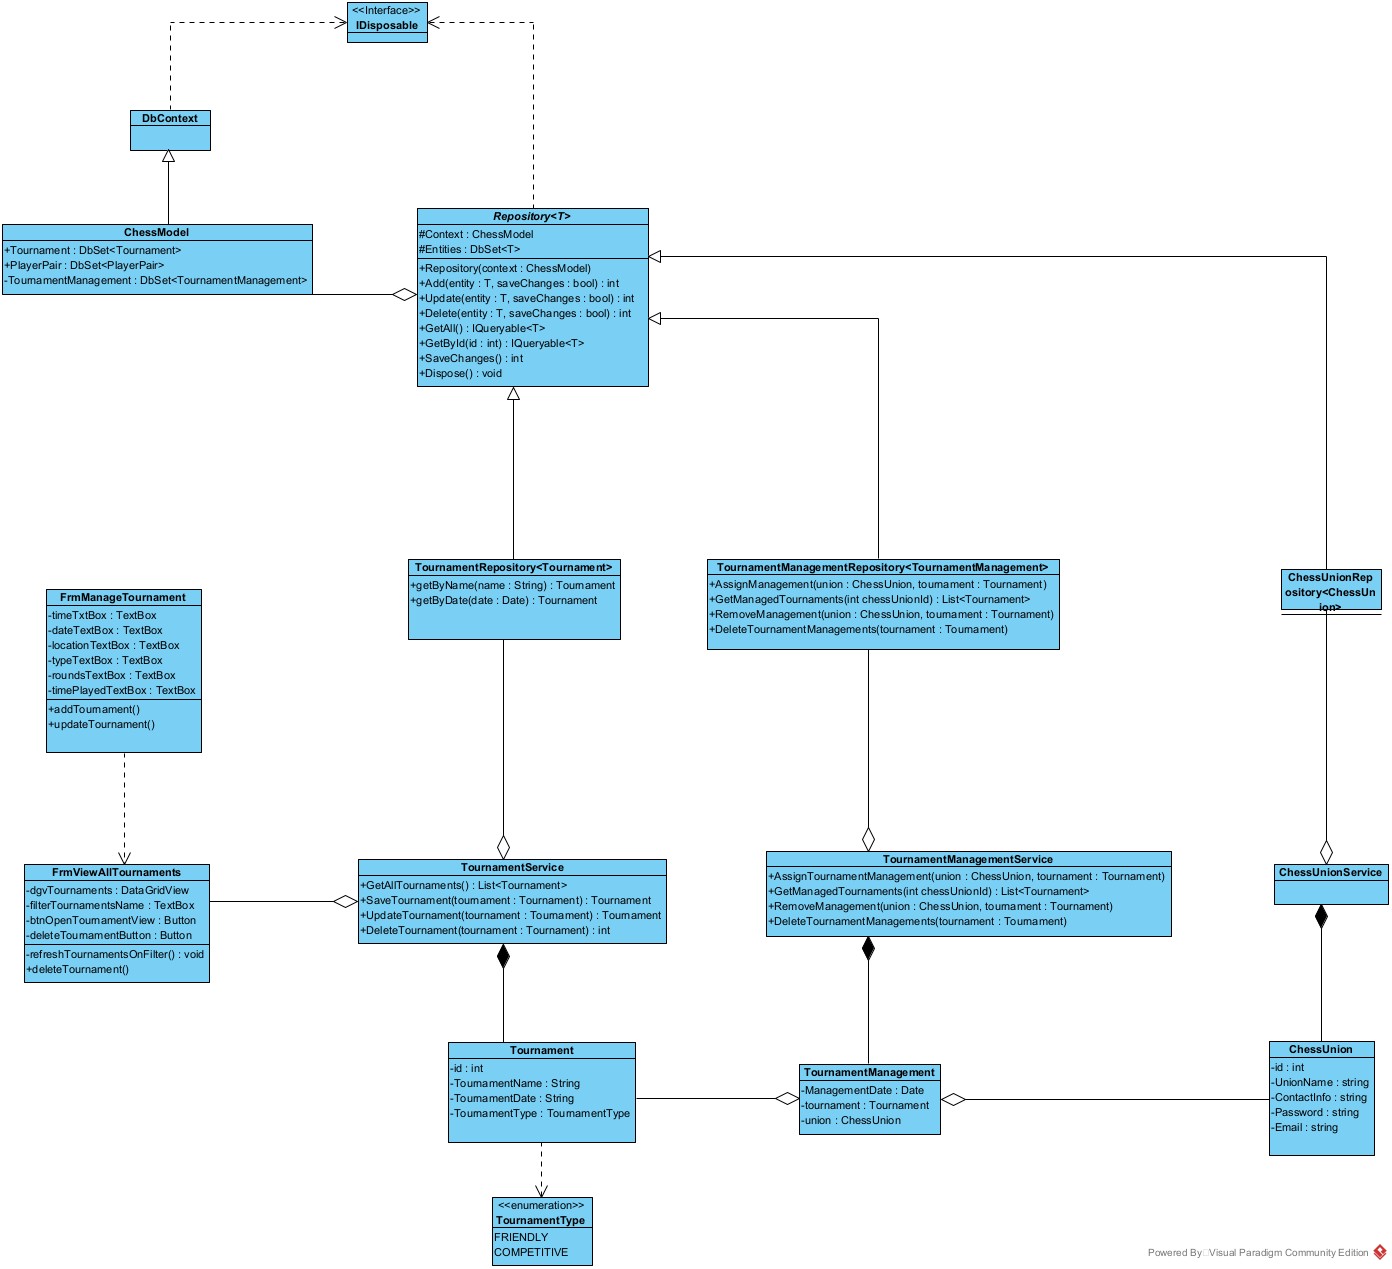 <<Interface>>
IDisposable
DbContext
ChessModel
+Tournament : DbSet<Tournament>
+PlayerPair : DbSet<PlayerPair>
-TournamentManagement : DbSet<TournamentManagement>
Repository<T>
#Context : ChessModel
#Entities : DbSet<T>
+Repository(context : ChessModel)
+Add(entity : T, saveChanges : bool) : int
+Update(entity : T, saveChanges : bool) : int
+Delete(entity : T, saveChanges : bool) : int
+GetAll() : IQueryable<T>
+GetById(id : int) : IQueryable<T>
+SaveChanges() : int
+Dispose() : void
TournamentRepository<Tournament>
+getByName(name : String) : Tournament
+getByDate(date : Date) : Tournament
TournamentManagementRepository<TournamentManagement>
+AssignManagement(union : ChessUnion, tournament : Tournament)
+GetManagedTournaments(int chessUnionId) : List<Tournament>
+RemoveManagement(union : ChessUnion, tournament : Tournament)
+DeleteTournamentManagements(tournament : Tournament)
ChessUnionRep
ository<ChessUn
ion>
FrmManageTournament
-timeTxtBox : TextBox
-dateTextBox : TextBox
-locationTextBox : TextBox
-typeTextBox : TextBox
-roundsTextBox : TextBox
-timePlayedTextBox : TextBox
+addTournament()
+updateTournament()
FrmViewAllTournaments
-dgvTournaments : DataGridView
-filterTournamentsName : TextBox
-btnOpenTournamentView : Button
-deleteTournamentButton : Button
-refreshTournamentsOnFilter() : void
+deleteTournament()
TournamentService
+GetAllTournaments() : List<Tournament>
+SaveTournament(tournament : Tournament) : Tournament
+UpdateTournament(tournament : Tournament) : Tournament
+DeleteTournament(tournament : Tournament) : int
TournamentManagementService
+AssignTournamentManagement(union : ChessUnion, tournament : Tournament)
+GetManagedTournaments(int chessUnionId) : List<Tournament>
+RemoveManagement(union : ChessUnion, tournament : Tournament)
+DeleteTournamentManagements(tournament : Tournament)
ChessUnionService
Tournament
-id : int
-TournamentName : String
-TournamentDate : String
-TournamentType : TournamentType
TournamentManagement
-ManagementDate : Date
-tournament : Tournament
-union : ChessUnion
ChessUnion
-id : int
-UnionName : string
-ContactInfo : string
-Password : string
-Email : string
<<enumeration>>
TournamentType
FRIENDLY
COMPETITIVE
Powered By Visual Paradigm Community Edition